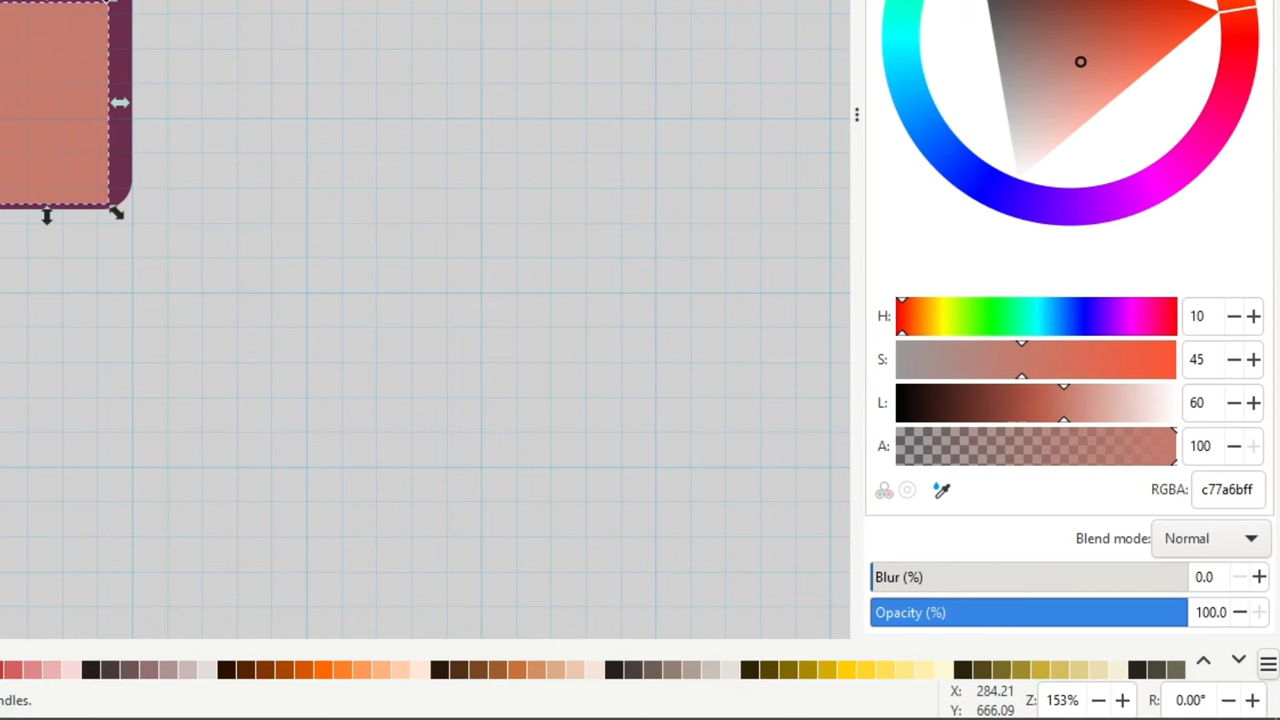 H: 10
S: 45
L: 60
A: 100
RGBA: c77a6bff
Blend mode: Normal
Blur (%) 0.0
Opacity (%) 100.0
ndles.
X: 284.21
Y: 666.09
Z: 153%
R: 0.00°